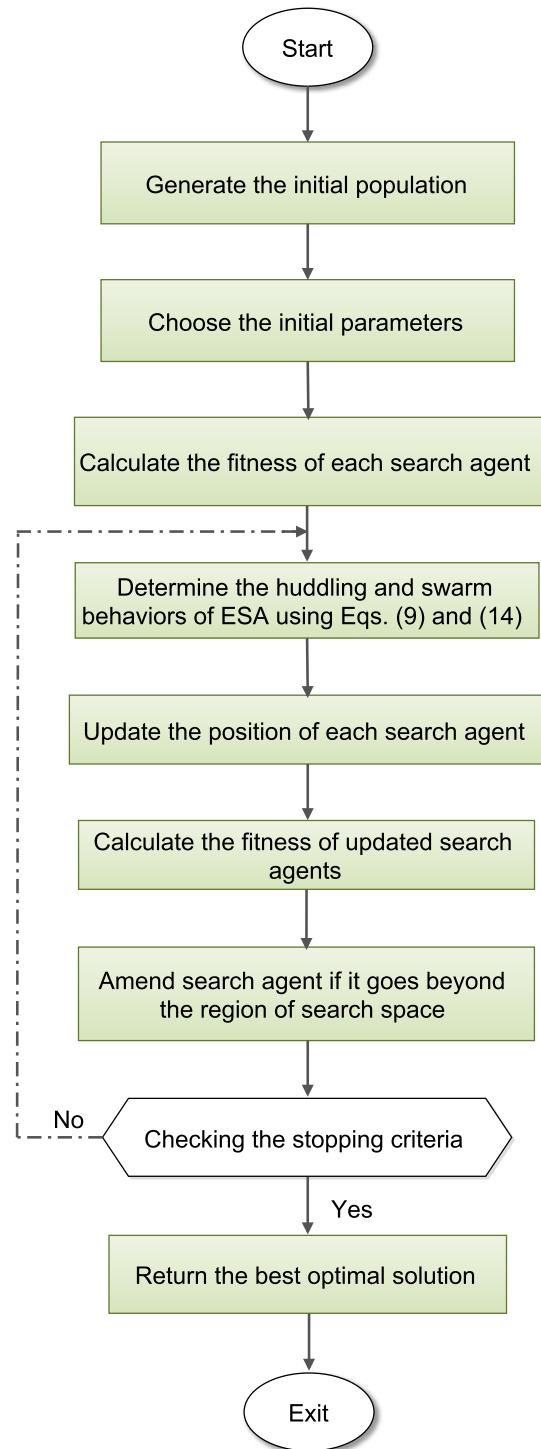 Start
Generate the initial population
Choose the initial parameters
Calculate the fitness of each search agent
Determine the huddling and swarm
behaviors of ESA using Eqs. (9) and (14)
Update the position of each search agent
Calculate the fitness of updated search
agents
Amend search agent if it goes beyond
the region of search space
No
Checking the stopping criteria
Yes
Return the best optimal solution
Exit